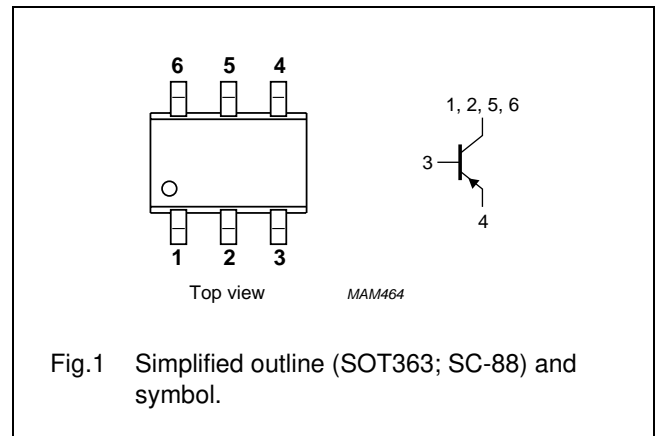 6 5 4
1, 2, 5, 6
3
4
1 2 3
Top view MAM464
Fig.1 Simplified outline (SOT363; SC-88) and
symbol.